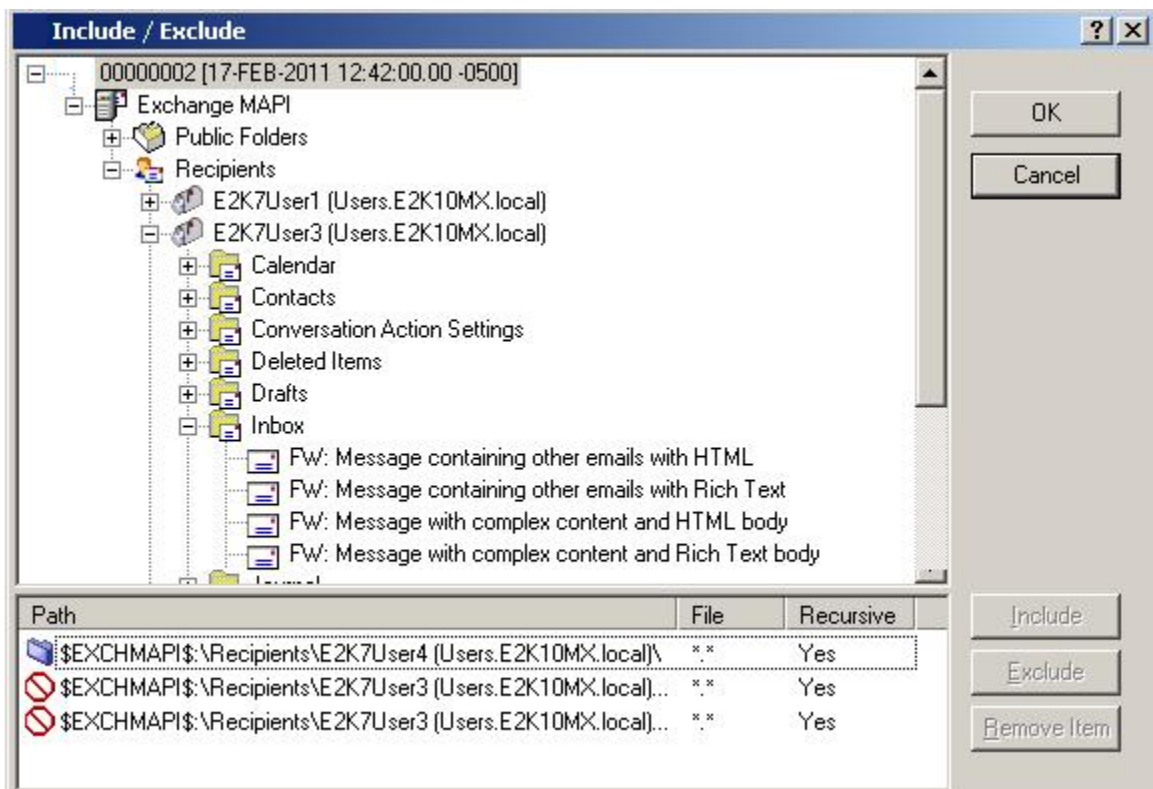 Include / Exclude
00000002 [17-FEB-2011 12:42:00.00 -0500]
Exchange MAPI
Public Folders
Recipients
E2K7User1 (Users.E2K10MX.local)
E2K7User3 (Users.E2K10MX.local)
Calendar
Contacts
Conversation Action Settings
Deleted Items
Drafts
Inbox
FW: Message containing other emails with HTML
FW: Message containing other emails with Rich Text
FW: Message with complex content and HTML body
FW: Message with complex content and Rich Text body
Journal
OK
Cancel
Path File Recursive
$EXCHMAPI$:\Recipients\E2K7User4 (Users.E2K10MX.local)\ *.* Yes
$EXCHMAPI$:\Recipients\E2K7User3 (Users.E2K10MX.local)... *.* Yes
$EXCHMAPI$:\Recipients\E2K7User3 (Users.E2K10MX.local)... *.* Yes
Include
Exclude
Remove Item